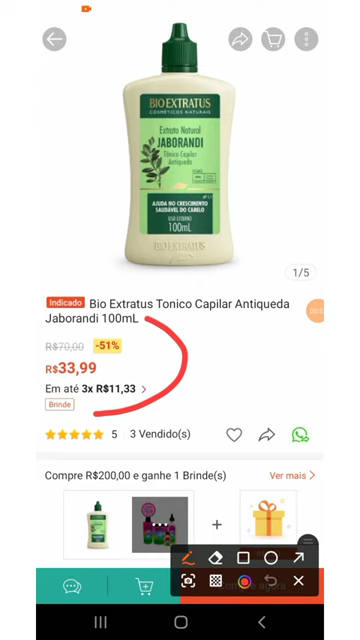 BIO EXTRATUS
COSMÉTICOS NATURAIS
Extrato Natural
JABORANDI
Tônico Capilar
Antiqueda
AJUDA NO CRESCIMENTO
SAUDÁVEL DO CABELO
USO EXTERNO
100mL
BIO EXTRATUS
1/5
Indicado Bio Extratus Tonico Capilar Antiqueda
Jaborandi 100mL
R$70,00 -51%
R$33,99
Em até 3x R$11,33 >
Brinde
5 3 Vendido(s)
Compre R$200,00 e ganhe 1 Brinde(s) Ver mais >
+
agora